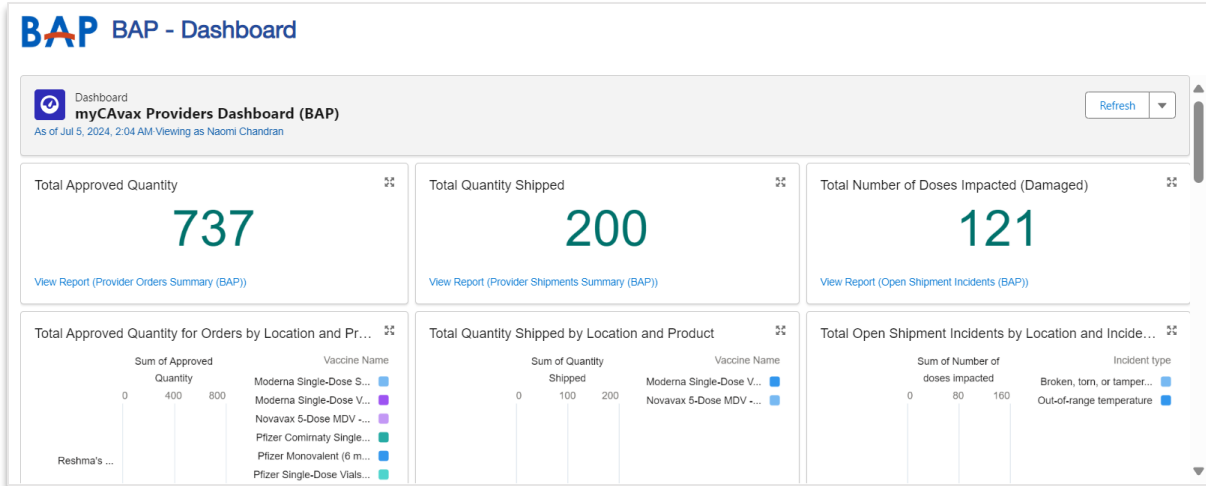 BAP BAP - Dashboard
Dashboard
myCAvax Providers Dashboard (BAP)
As of Jul 5, 2024, 2:04 AM·Viewing as Naomi Chandran
Refresh
Total Approved Quantity
737
View Report (Provider Orders Summary (BAP))
Total Quantity Shipped
200
View Report (Provider Shipments Summary (BAP))
Total Number of Doses Impacted (Damaged)
121
View Report (Open Shipment Incidents (BAP))
Total Approved Quantity for Orders by Location and Pr...
Sum of Approved
Quantity
0 400 800
Reshma's ...
Vaccine Name
Moderna Single-Dose S...
Moderna Single-Dose V...
Novavax 5-Dose MDV -...
Pfizer Comirnaty Single...
Pfizer Monovalent (6 m...
Pfizer Single-Dose Vials...
Total Quantity Shipped by Location and Product
Sum of Quantity
Shipped
0 100 200
Vaccine Name
Moderna Single-Dose V...
Novavax 5-Dose MDV -...
Total Open Shipment Incidents by Location and Incide...
Sum of Number of
doses impacted
0 80 160
Incident type
Broken, torn, or tamper...
Out-of-range temperature